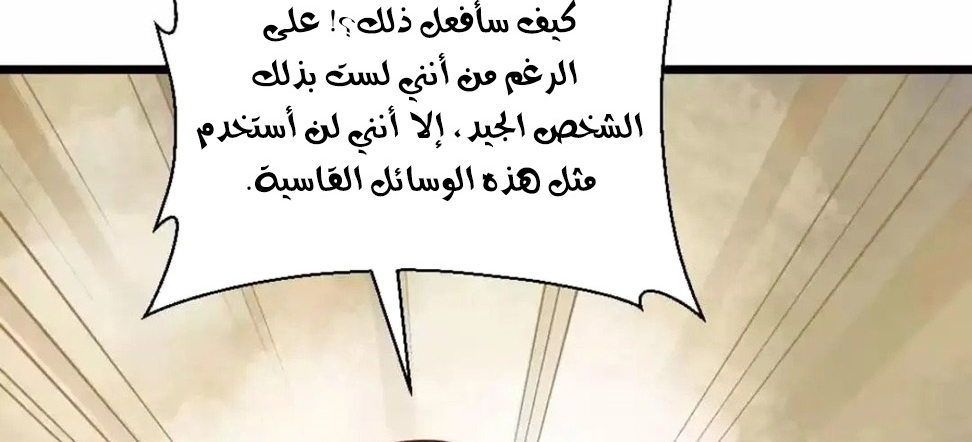 كيف سأفعل ذلك؟! على
الرغم من أنني لست بذلك
الشخص الجيد ، إلا أنني لن أستخدم
مثل هذه الوسائل القاسية.